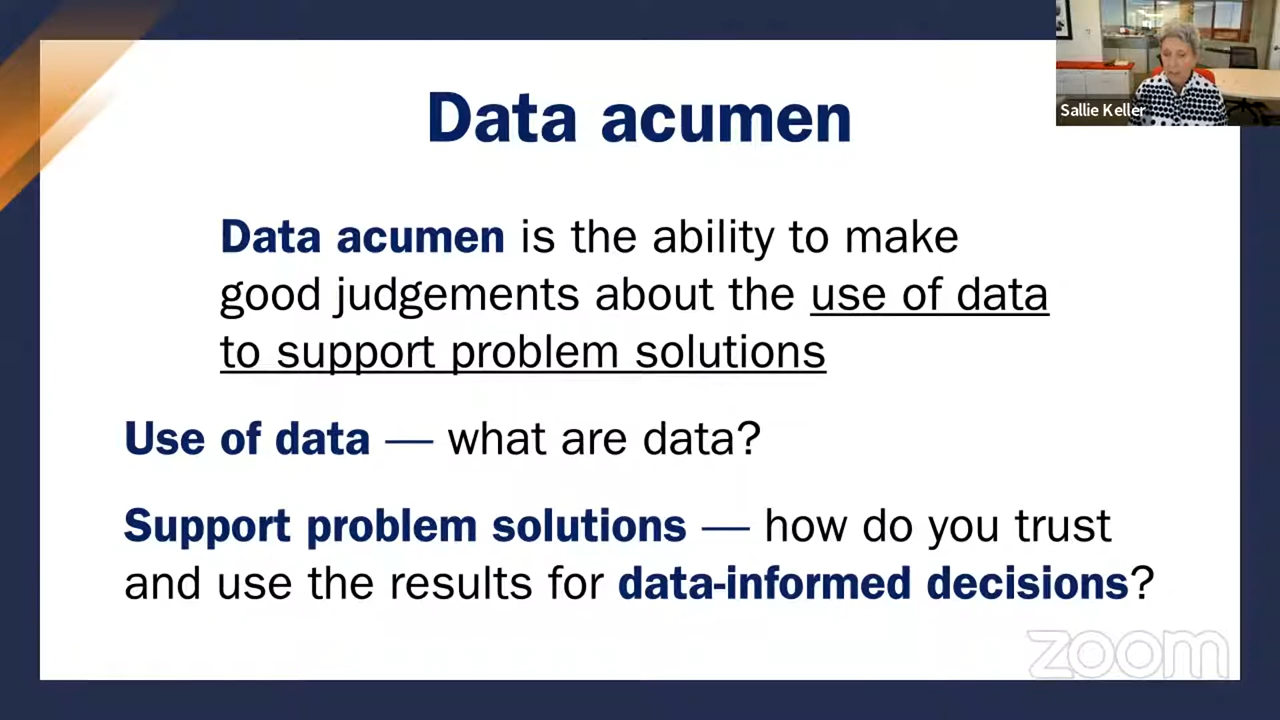 Data acumen
Sallie Keller
Data acumen is the ability to make
good judgements about the use of data
to support problem solutions
Use of data — what are data?
Support problem solutions — how do you trust
and use the results for data-informed decisions?
zoom